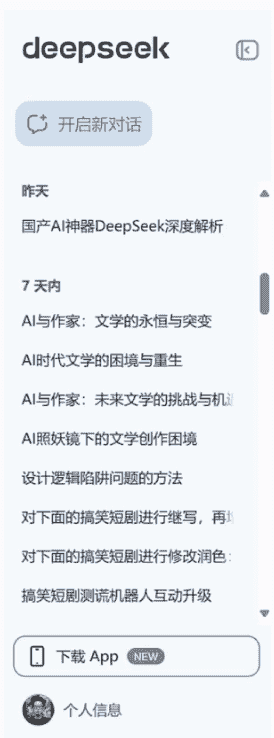 deepseek
开启新对话
昨天
国产AI神器DeepSeek深度解析
7 天内
AI与作家：文学的永恒与突变
AI时代文学的困境与重生
AI与作家：未来文学的挑战与机
AI照妖镜下的文学创作困境
设计逻辑陷阱问题的方法
对下面的搞笑短剧进行继写，再
对下面的搞笑短剧进行修改润色：
搞笑短剧测谎机器人互动升级
下载 App NEW
个人信息